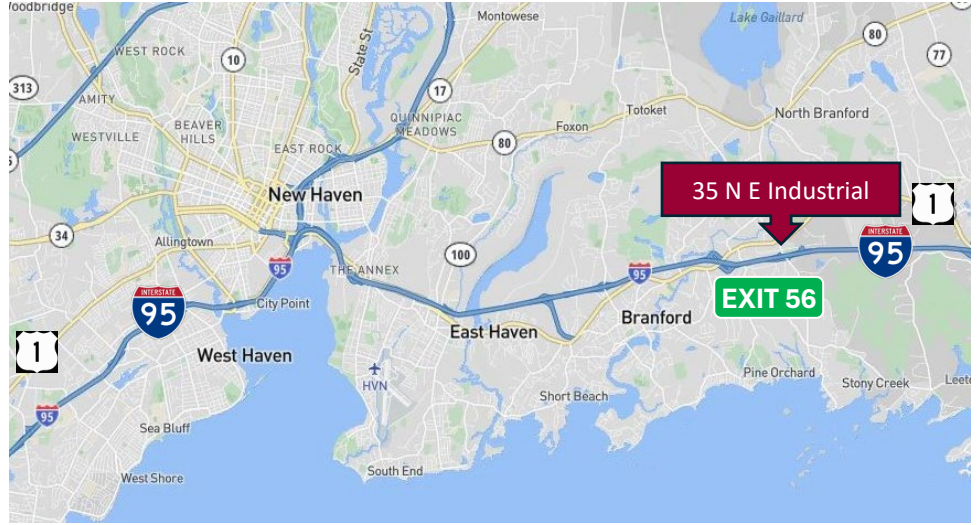 oodbridge
Montowese
Lake Gaillard
80
WEST ROCK
10
State St
77
313
AMITY
17
WESTVILLE
BEAVER
HILLS
QUINNIPIAC
MEADOWS
Totoket
North Branford
EAST ROCK
80
Foxon
New Haven
35 N E Industrial
1
34
Allingtown
100
INTERSTATE
95
THE ANNEX
95
95
INTERSTATE
95
City Point
EXIT 56
East Haven
Branford
1
West Haven
HVN
Pine Orchard
Stony Creek
Leet
Short Beach
95
Sea Bluff
South End
West Shore